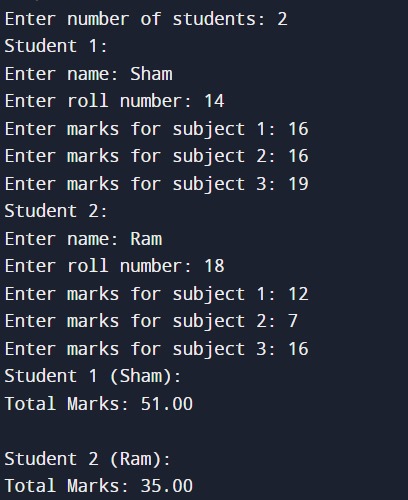 Enter number of students: 2
Student 1:
Enter name: Sham
Enter roll number: 14
Enter marks for subject 1: 16
Enter marks for subject 2: 16
Enter marks for subject 3: 19
Student 2:
Enter name: Ram
Enter roll number: 18
Enter marks for subject 1: 12
Enter marks for subject 2: 7
Enter marks for subject 3: 16
Student 1 (Sham):
Total Marks: 51.00

Student 2 (Ram):
Total Marks: 35.00